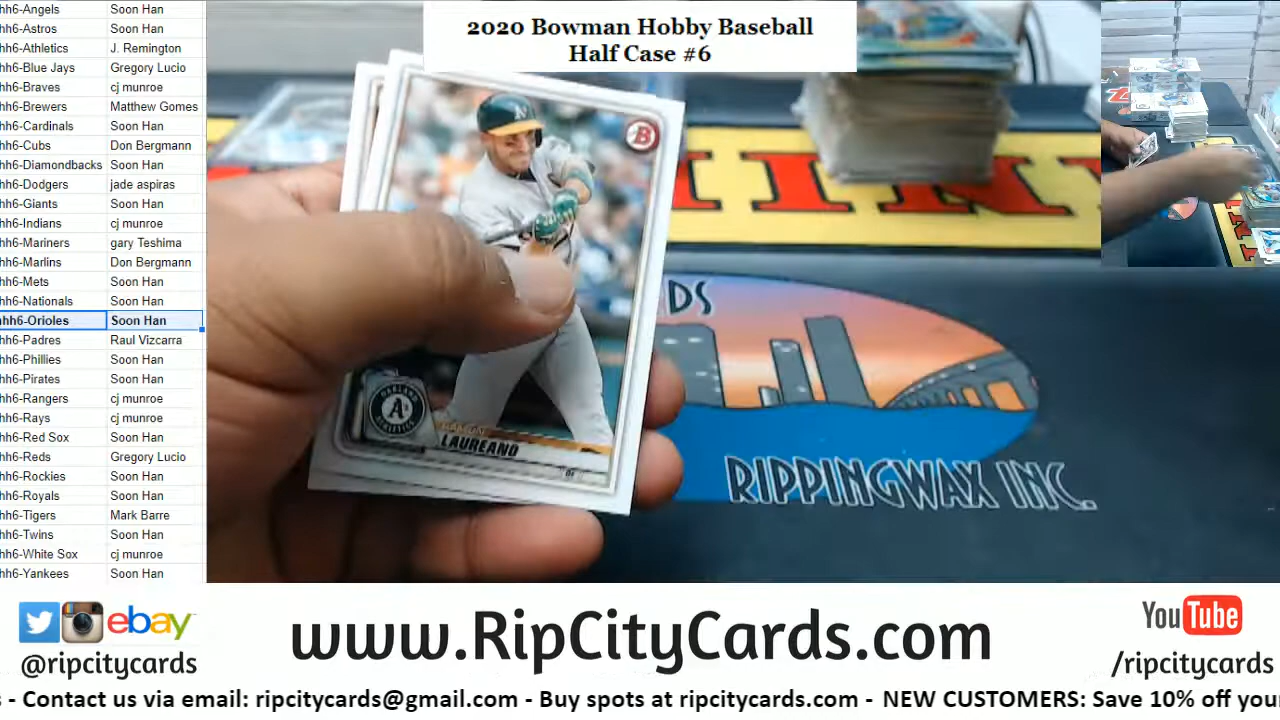 hh6-Angels Soon Han
hh6-Astros Soon Han
hh6-Athletics J. Remington
hh6-Blue Jays Gregory Lucio
hh6-Braves cj munroe
hh6-Brewers Matthew Gomes
hh6-Cardinals Soon Han
hh6-Cubs Don Bergmann
hh6-Diamondbacks Soon Han
hh6-Dodgers jade aspiras
hh6-Giants Soon Han
hh6-Indians cj munroe
hh6-Mariners gary Teshima
hh6-Marlins Don Bergmann
hh6-Mets Soon Han
hh6-Nationals Soon Han
hh6-Orioles Soon Han
hh6-Padres Raul Vizcarra
hh6-Phillies Soon Han
hh6-Pirates Soon Han
hh6-Rangers cj munroe
hh6-Rays cj munroe
hh6-Red Sox Soon Han
hh6-Reds Gregory Lucio
hh6-Rockies Soon Han
hh6-Royals Soon Han
hh6-Tigers Mark Barre
hh6-Twins Soon Han
hh6-White Sox cj munroe
hh6-Yankees Soon Han
2020 Bowman Hobby Baseball
Half Case #6
B
A's
RAMÓN
LAUREANO
OF
ININI
DS
RIPPINGWAX INC.
ebay
@ripcitycards
www.RipCityCards.com
YouTube
/ripcitycards
s - Contact us via email: ripcitycards@gmail.com - Buy spots at ripcitycards.com - NEW CUSTOMERS: Save 10% off your